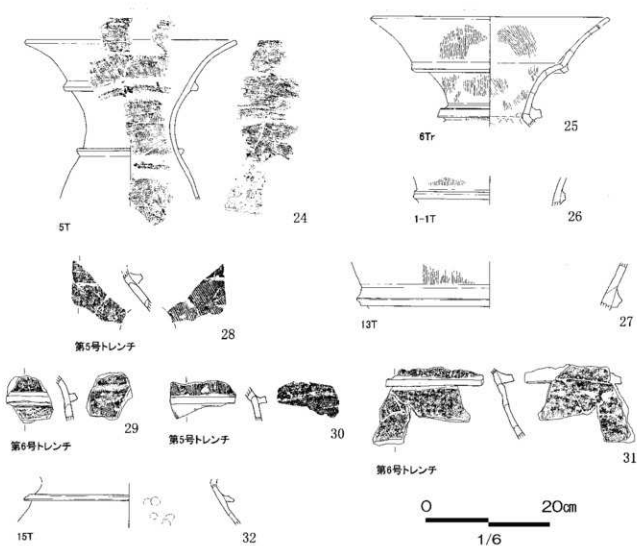 5T
24
6Tr
25
1-1T
26
28
第5号トレンチ
13T
27
29
第6号トレンチ
30
第5号トレンチ
31
第6号トレンチ
15T
32
0 20cm
1/6